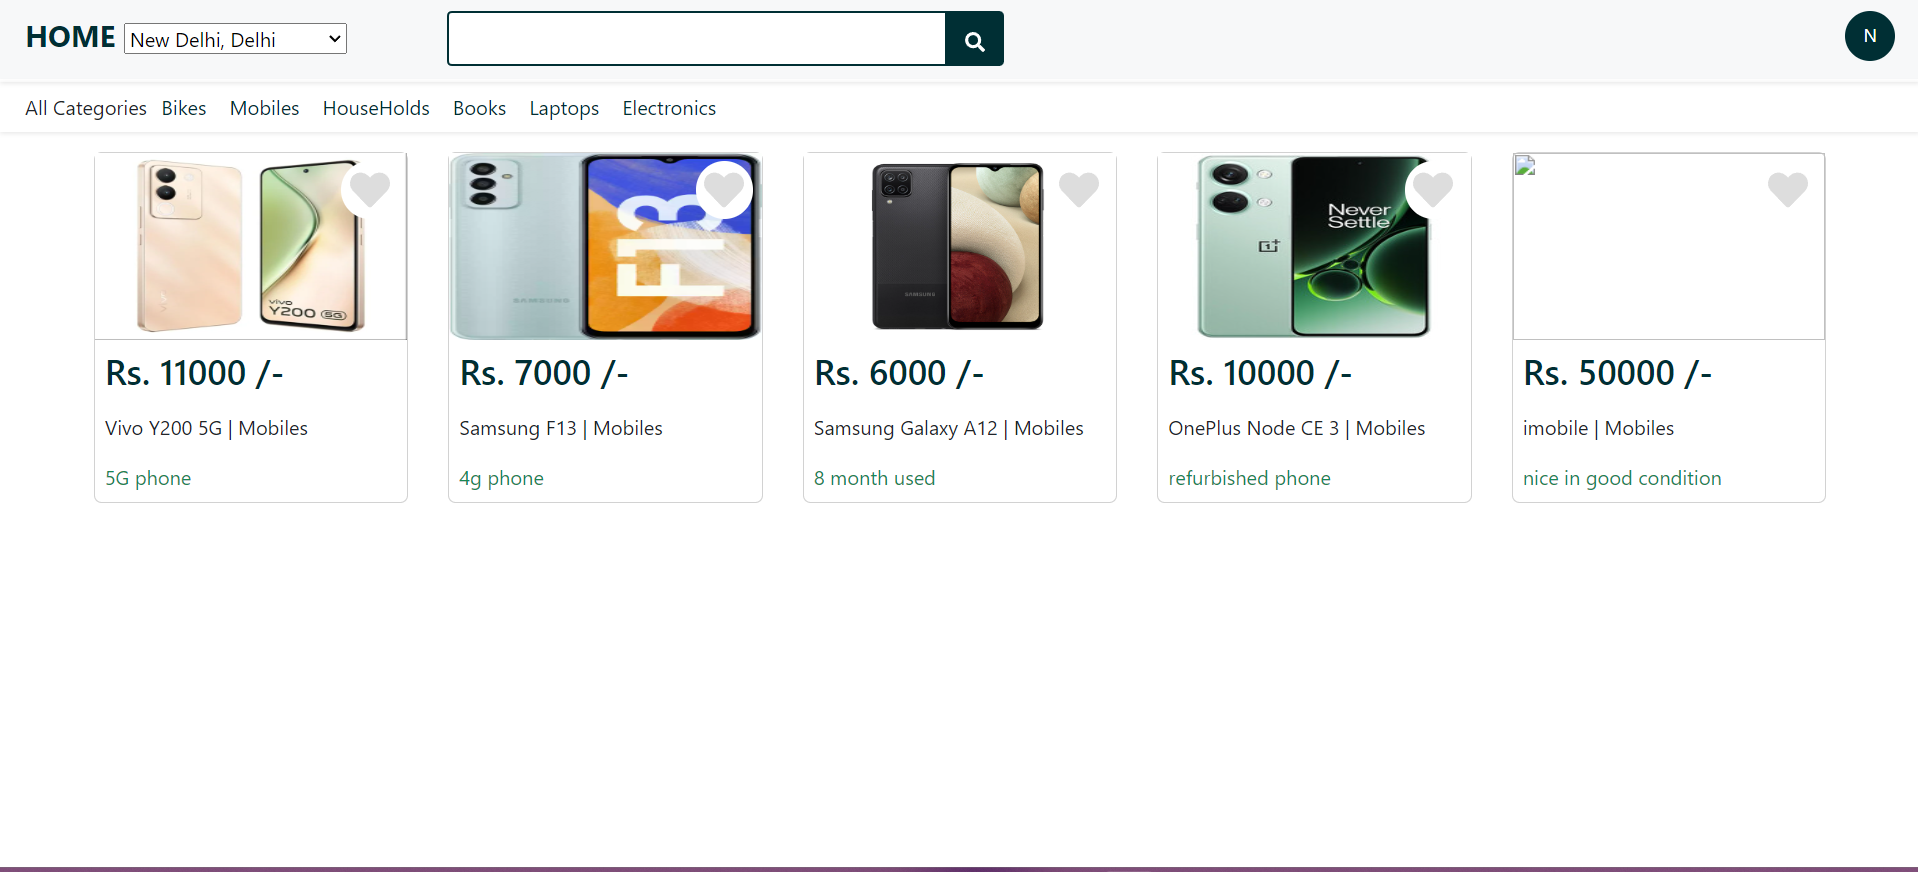 HOME New Delhi, Delhi N
All Categories Bikes Mobiles HouseHolds Books Laptops Electronics
vivo
Y200 5G
SAMSUNG
F13
SAMSUNG
Never
Settle
Rs. 11000 /- Rs. 7000 /- Rs. 6000 /- Rs. 10000 /- Rs. 50000 /-
Vivo Y200 5G | Mobiles Samsung F13 | Mobiles Samsung Galaxy A12 | Mobiles OnePlus Node CE 3 | Mobiles imobile | Mobiles
5G phone 4g phone 8 month used refurbished phone nice in good condition